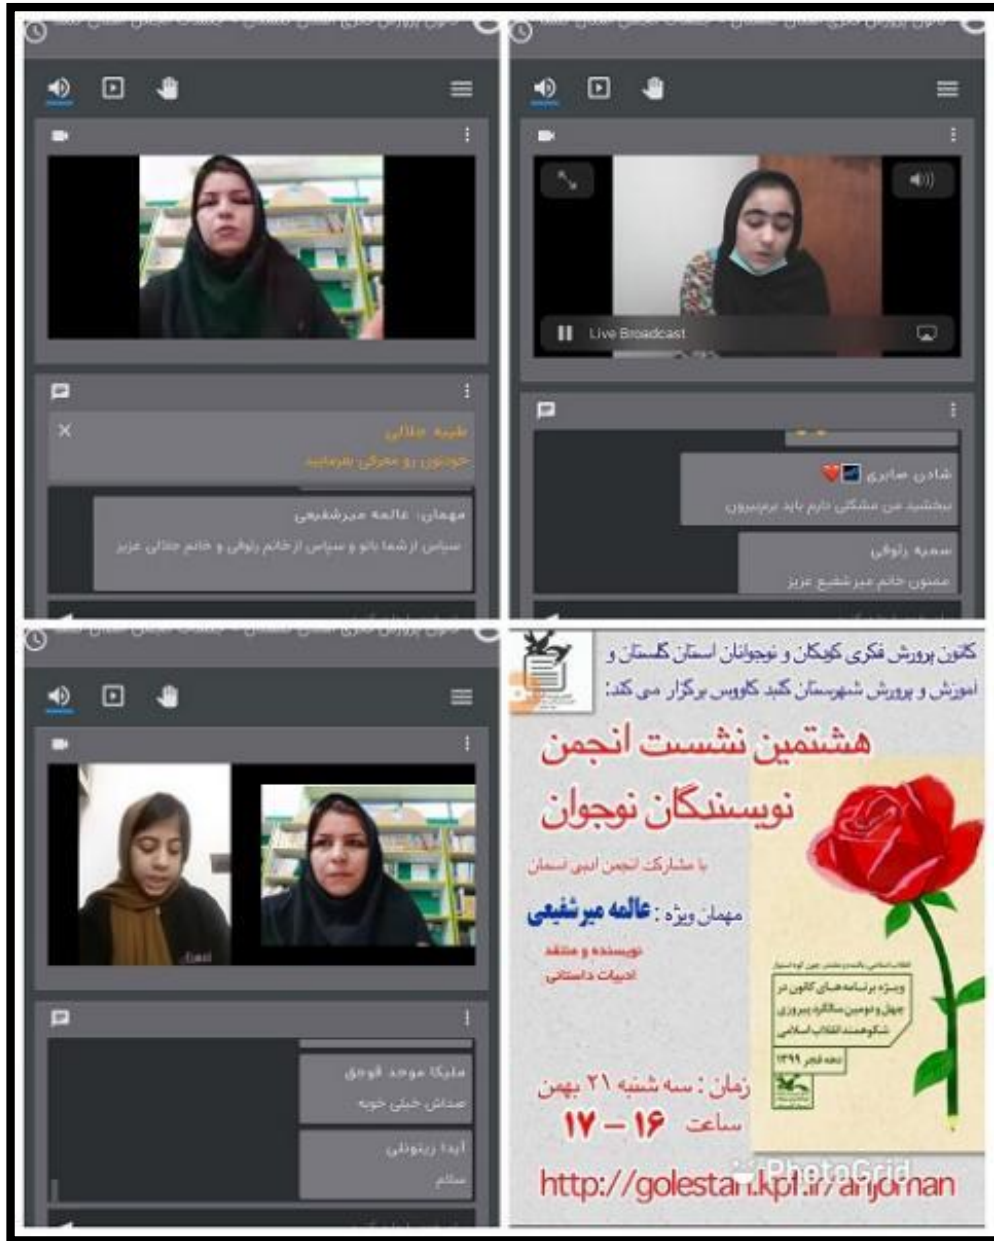 طیبه جلالی
خودتون رو معرفی بفرمایید
مهمان: عالمه میرشفیعی
سپاس از شما بانو و سپاس از خانم رئوفی و خانم جلالی عزیز
Live Broadcast
شادن صابری
ببخشید من مشکلی دارم باید برم بیرون
سمیه رئوفی
ممنون خانم میر شفیع عزیز
ملیکا موحد قوجق
صداش خیلی خوبه
آیدا زیتونلی
سلام
کانون پرورش فکری کودکان و نوجوانان استان گلستان و
آموزش و پرورش شهرستان گنبد کاووس برگزار می کند:
هشتمین نشست انجمن
نویسندگان نوجوان
با مشارکت انجمن ادبی آسمان
مهمان ویژه : عالمه میرشفیعی
نویسنده و منتقد
ادبیات داستانی
ویژه برنامه‌های کانون در
چهل و دومین سالگرد پیروزی
شکوهمند انقلاب اسلامی
دهه فجر ۱۳۹۹
زمان : سه شنبه ۲۱ بهمن
ساعت ۱۶ – ۱۷
PhotoGrid
http://golestan.kpf.ir/anjoman